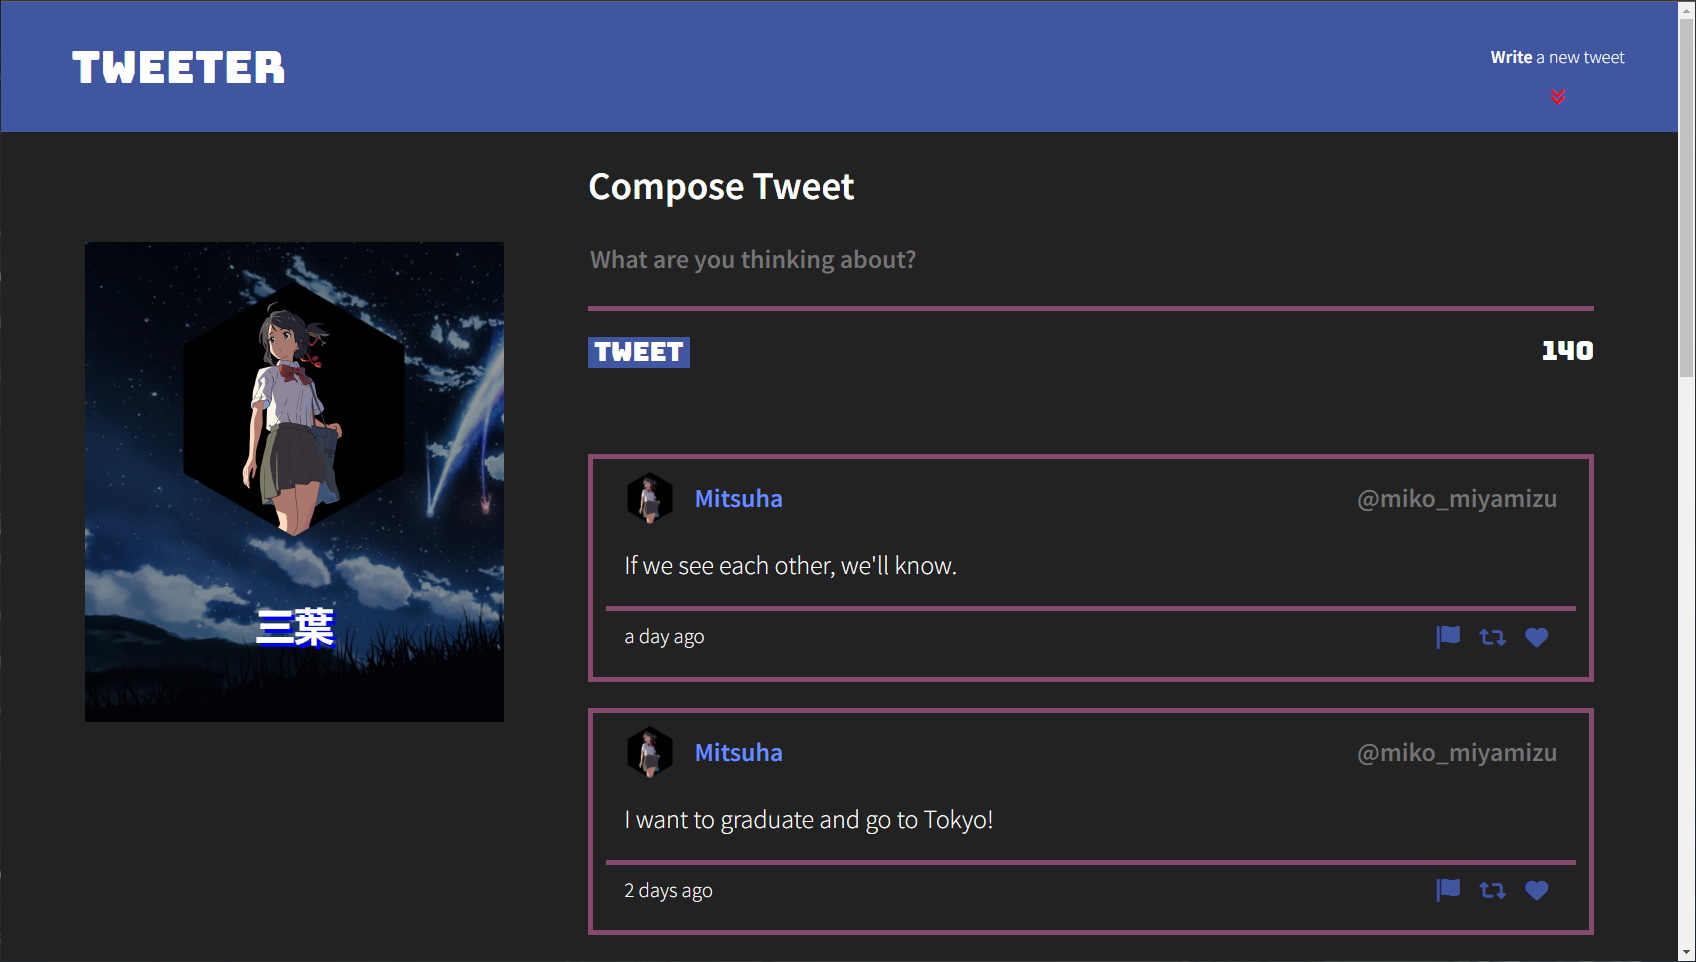 TWEETER
Write a new tweet
Compose Tweet
What are you thinking about?
TWEET
140
三葉
Mitsuha
@miko_miyamizu
If we see each other, we'll know.
a day ago
Mitsuha
@miko_miyamizu
I want to graduate and go to Tokyo!
2 days ago